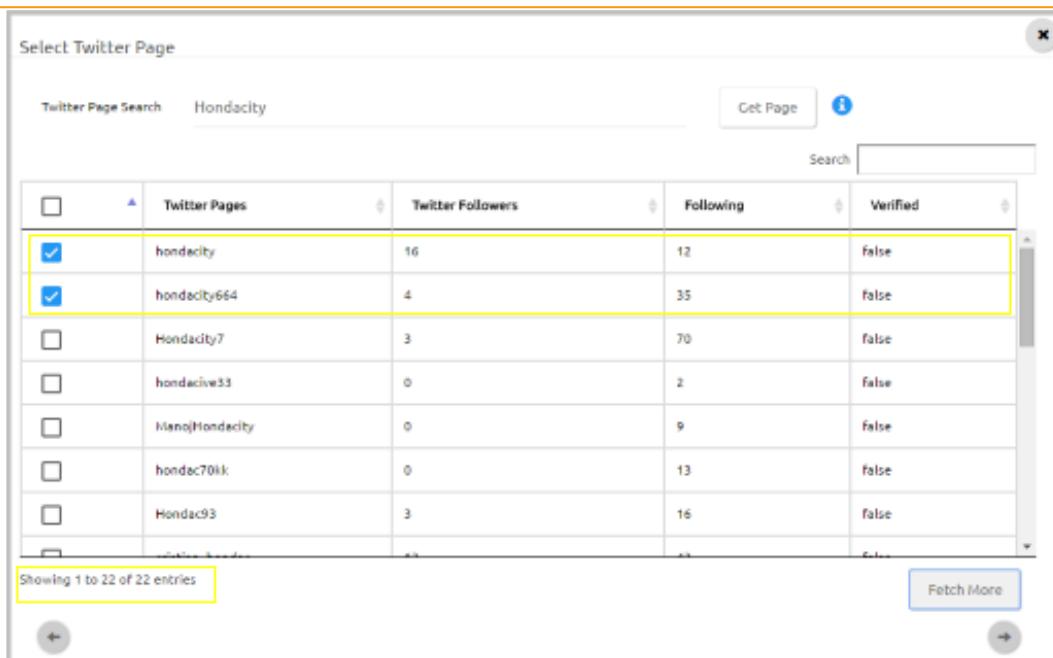 Select Twitter Page
Twitter Page Search Hondacity Get Page
Search
Twitter Pages Twitter Followers Following Verified
hondacity 16 12 false
hondacity664 4 35 false
Hondacity7 3 70 false
hondacive33 0 2 false
ManojHondacity 0 9 false
hondac70kk 0 13 false
Hondac93 3 16 false
Showing 1 to 22 of 22 entries
Fetch More